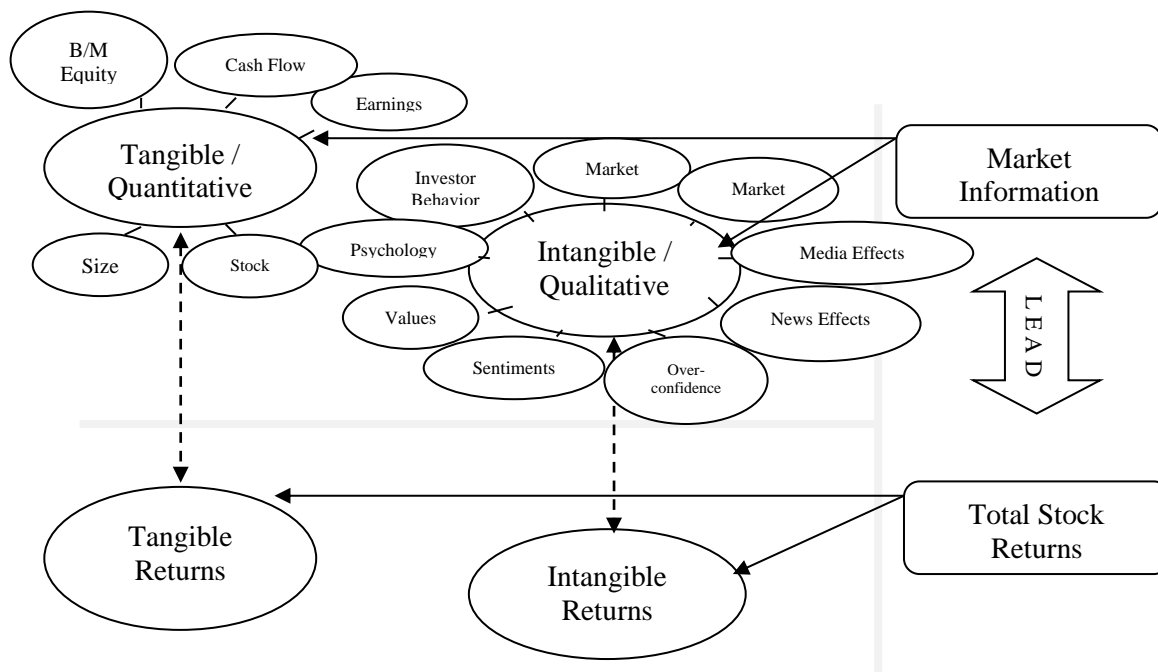 B/M
Equity
Cash Flow
Earnings
Tangible /
Quantitative
Size
Stock
Investor
Behavior
Market
Market
Psychology
Intangible /
Qualitative
Media Effects
Values
News Effects
Sentiments
Over-
confidence
Market
Information
LEAD
Tangible
Returns
Intangible
Returns
Total Stock
Returns